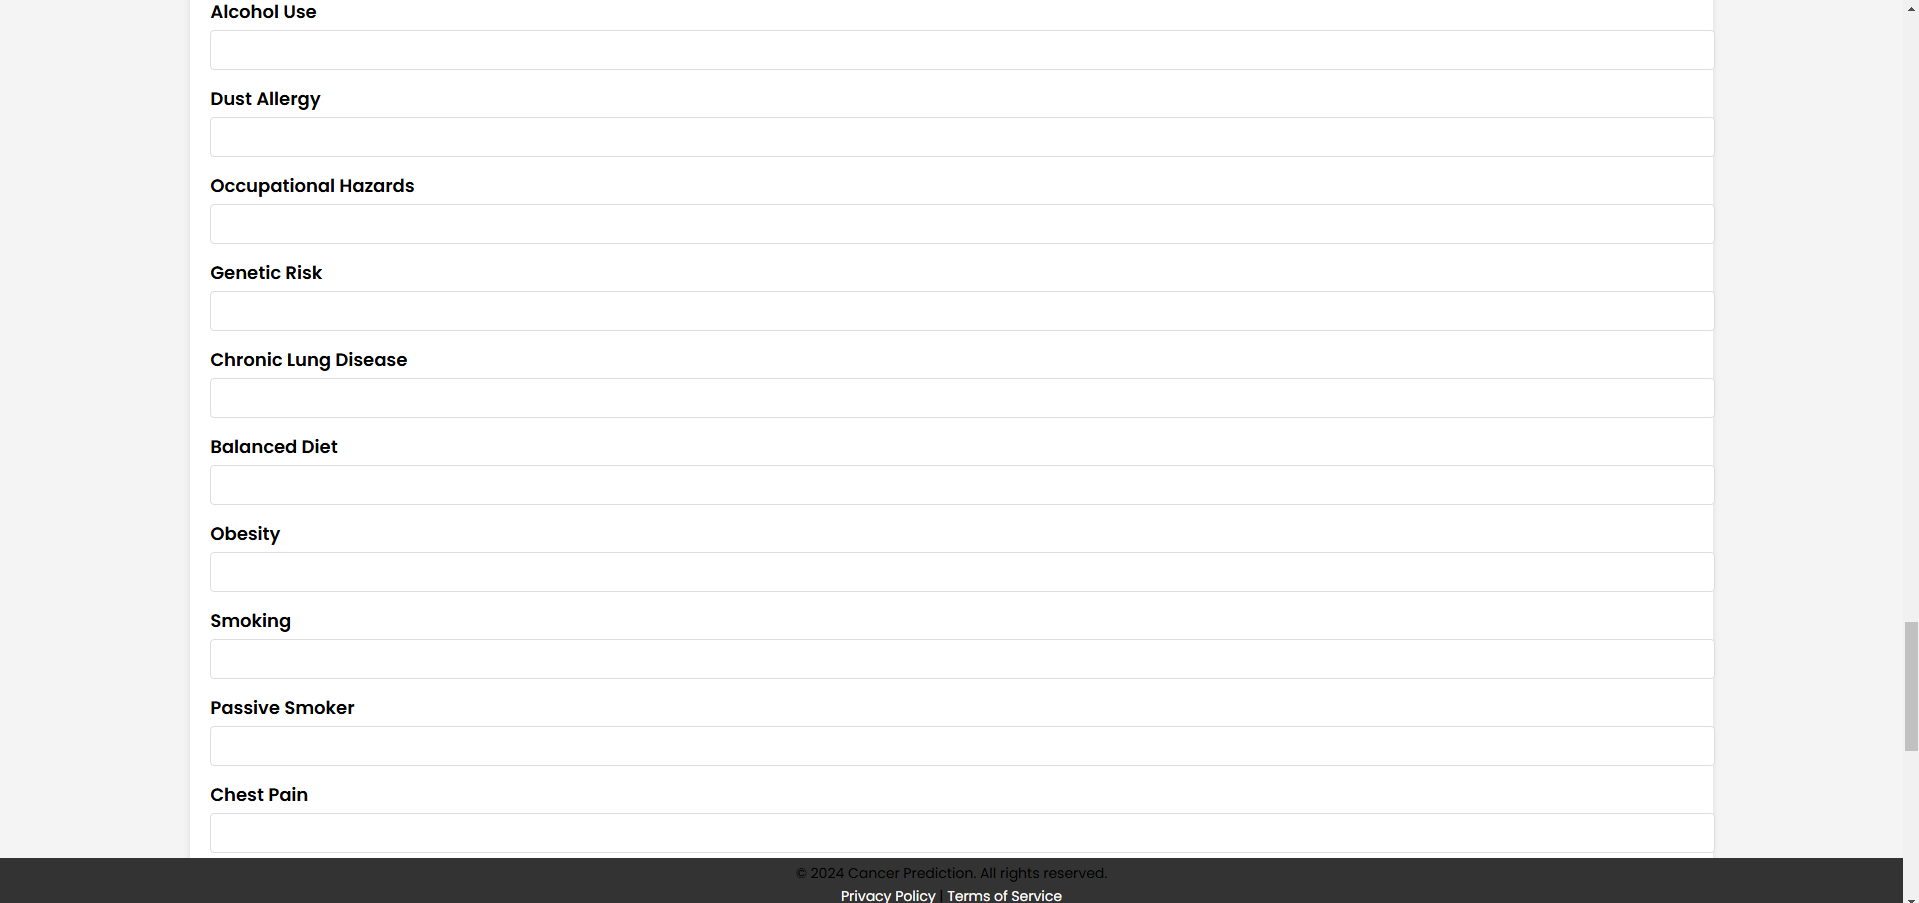 Alcohol Use
Dust Allergy
Occupational Hazards
Genetic Risk
Chronic Lung Disease
Balanced Diet
Obesity
Smoking
Passive Smoker
Chest Pain
© 2024 Cancer Prediction. All rights reserved.
Privacy Policy | Terms of Service